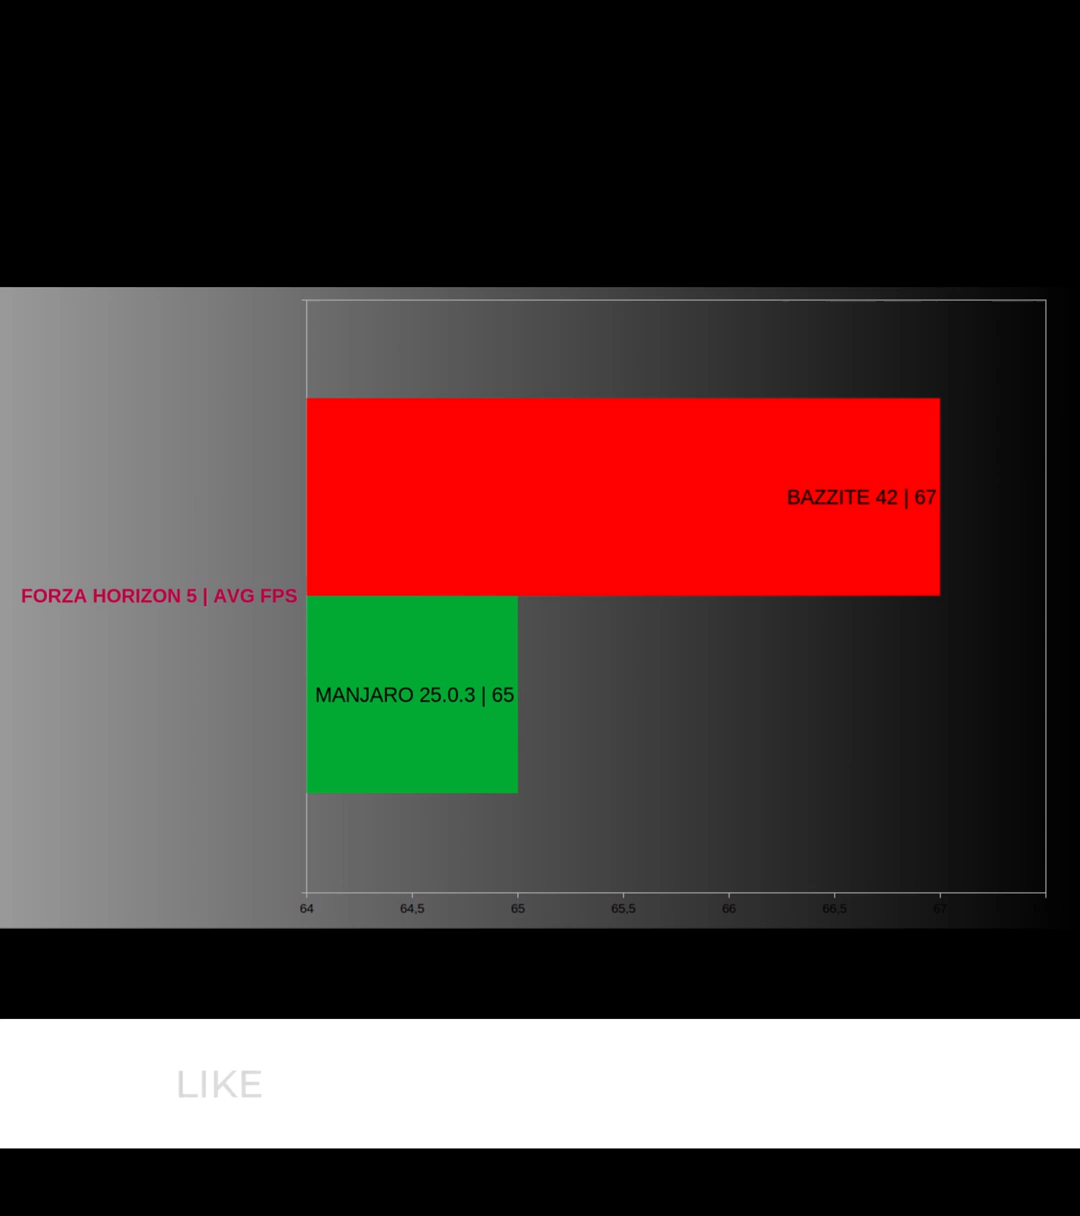 BAZZITE 42 | 67
FORZA HORIZON 5 | AVG FPS
MANJARO 25.0.3 | 65
64 64,5 65 65,5 66 66,5 67
LIKE